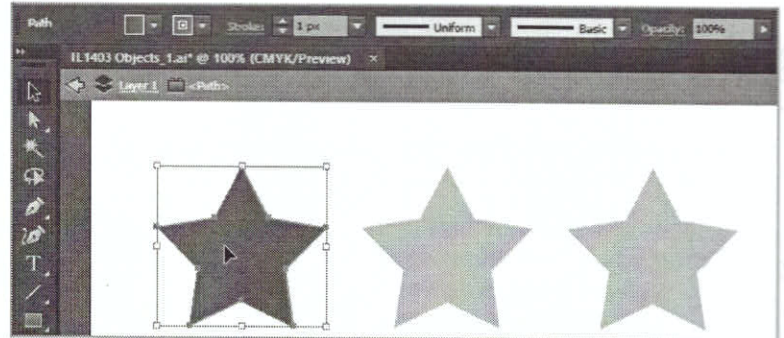 Path Stroke: 1 px Uniform Basic Opacity: 100%
IL1403 Objects_1.ai* @ 100% (CMYK/Preview) ×
Layer 1 <Path>
T